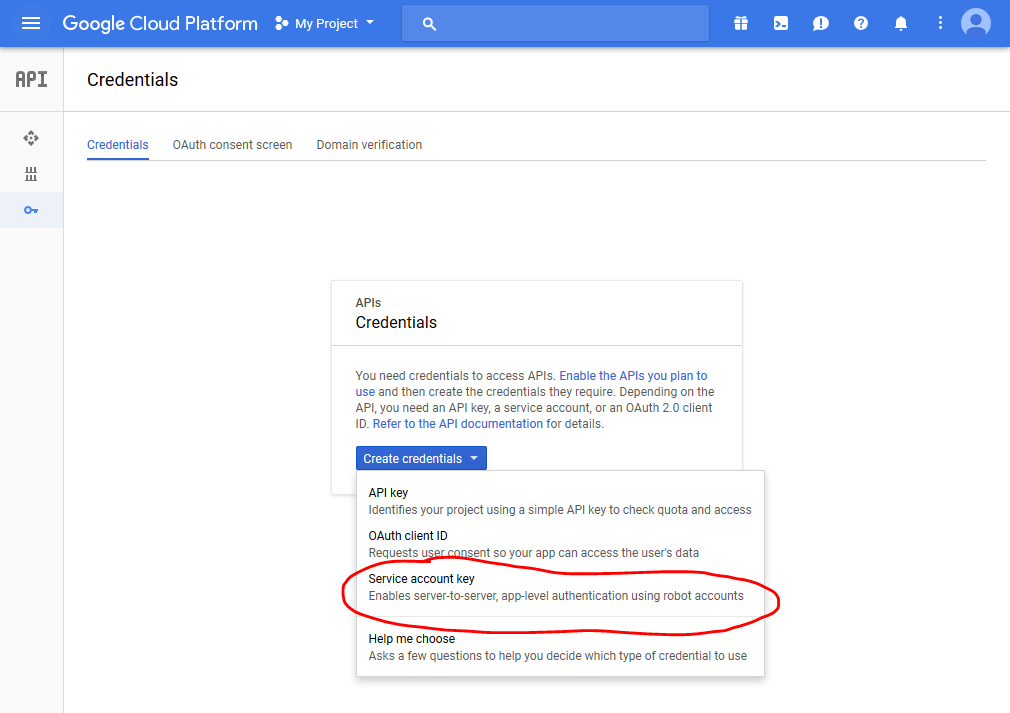 Google Cloud Platform My Project
API Credentials
Credentials OAuth consent screen Domain verification
APIs
Credentials
You need credentials to access APIs. Enable the APIs you plan to
use and then create the credentials they require. Depending on the
API, you need an API key, a service account, or an OAuth 2.0 client
ID. Refer to the API documentation for details.
Create credentials
API key
Identifies your project using a simple API key to check quota and access
OAuth client ID
Requests user consent so your app can access the user's data
Service account key
Enables server-to-server, app-level authentication using robot accounts
Help me choose
Asks a few questions to help you decide which type of credential to use